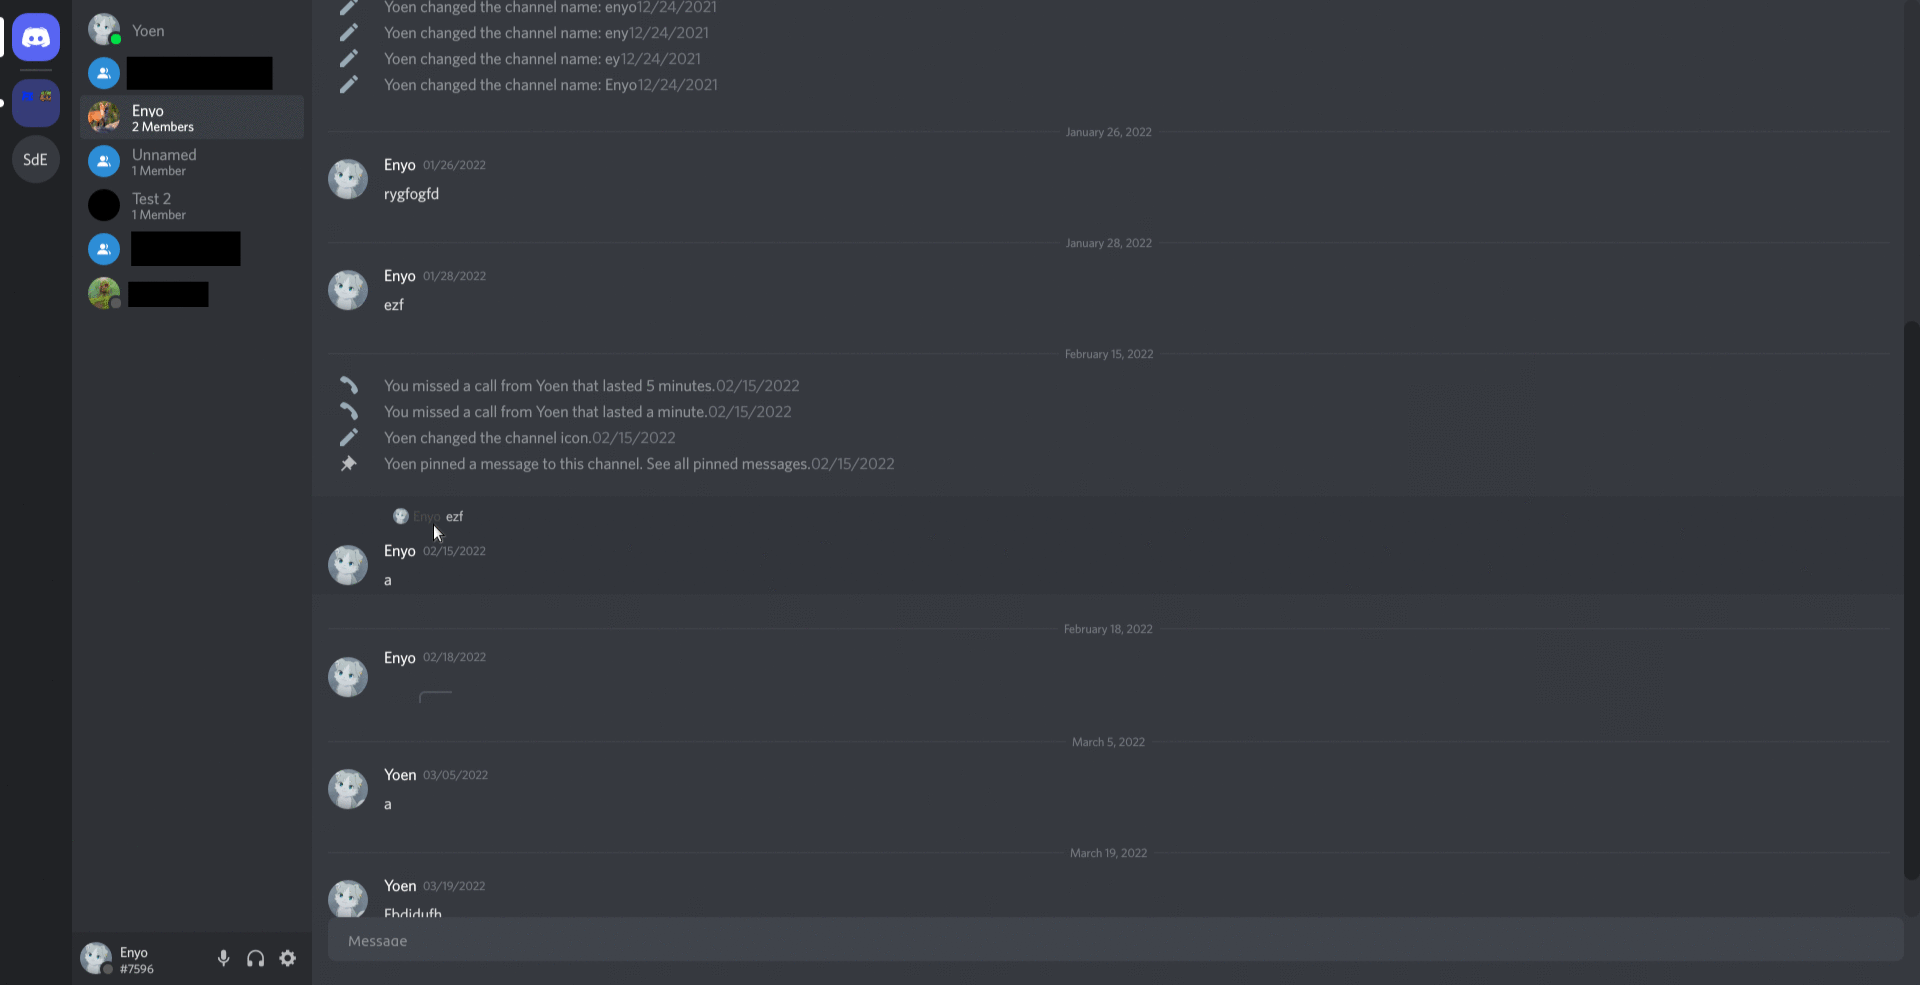 Yoen
Enyo
2 Members
Unnamed
1 Member
Test 2
1 Member
SdE
Enyo
#7596
Yoen changed the channel name: enyo12/24/2021
Yoen changed the channel name: eny12/24/2021
Yoen changed the channel name: ey12/24/2021
Yoen changed the channel name: Enyo12/24/2021
January 26, 2022
Enyo 01/26/2022
rygfogfd
January 28, 2022
Enyo 01/28/2022
ezf
February 15, 2022
You missed a call from Yoen that lasted 5 minutes.02/15/2022
You missed a call from Yoen that lasted a minute.02/15/2022
Yoen changed the channel icon.02/15/2022
Yoen pinned a message to this channel. See all pinned messages.02/15/2022
Enyo ezf
Enyo 02/15/2022
a
February 18, 2022
Enyo 02/18/2022
March 5, 2022
Yoen 03/05/2022
a
March 19, 2022
Yoen 03/19/2022
Fbdidufh
Message